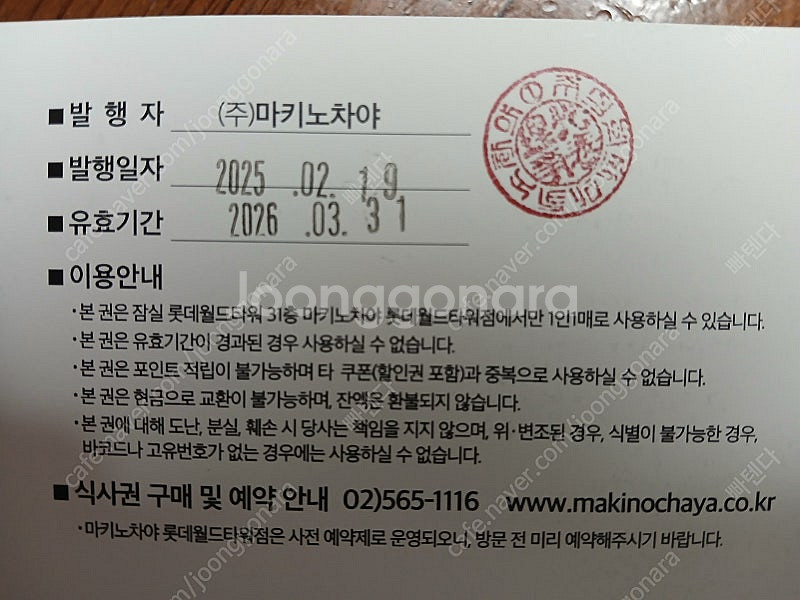 ■발 행 자 (주)마키노차야
■발행일자 2025 .02. 19
■유효기간 2026 .03. 31
■이용안내
·본 권은 잠실 롯데월드타워 31층 마키노차야 롯데월드타워점에서만 1인1매로 사용하실 수 있습니다.
·본 권은 유효기간이 경과된 경우 사용하실 수 없습니다.
·본 권은 포인트 적립이 불가능하며 타 쿠폰(할인권 포함)과 중복으로 사용하실 수 없습니다.
·본 권은 현금으로 교환이 불가능하며, 잔액은 환불되지 않습니다.
·본 권에 대해 도난, 분실, 훼손 시 당사는 책임을 지지 않으며, 위·변조된 경우, 식별이 불가능한 경우,
바코드나 고유번호가 없는 경우에는 사용하실 수 없습니다.
■식사권 구매 및 예약 안내 02)565-1116 www.makinochaya.co.kr
·마키노차야 롯데월드타워점은 사전 예약제로 운영되오니, 방문 전 미리 예약해주시기 바랍니다.
Joonggonara
cafe.naver.com/joonggonara
빠텐다